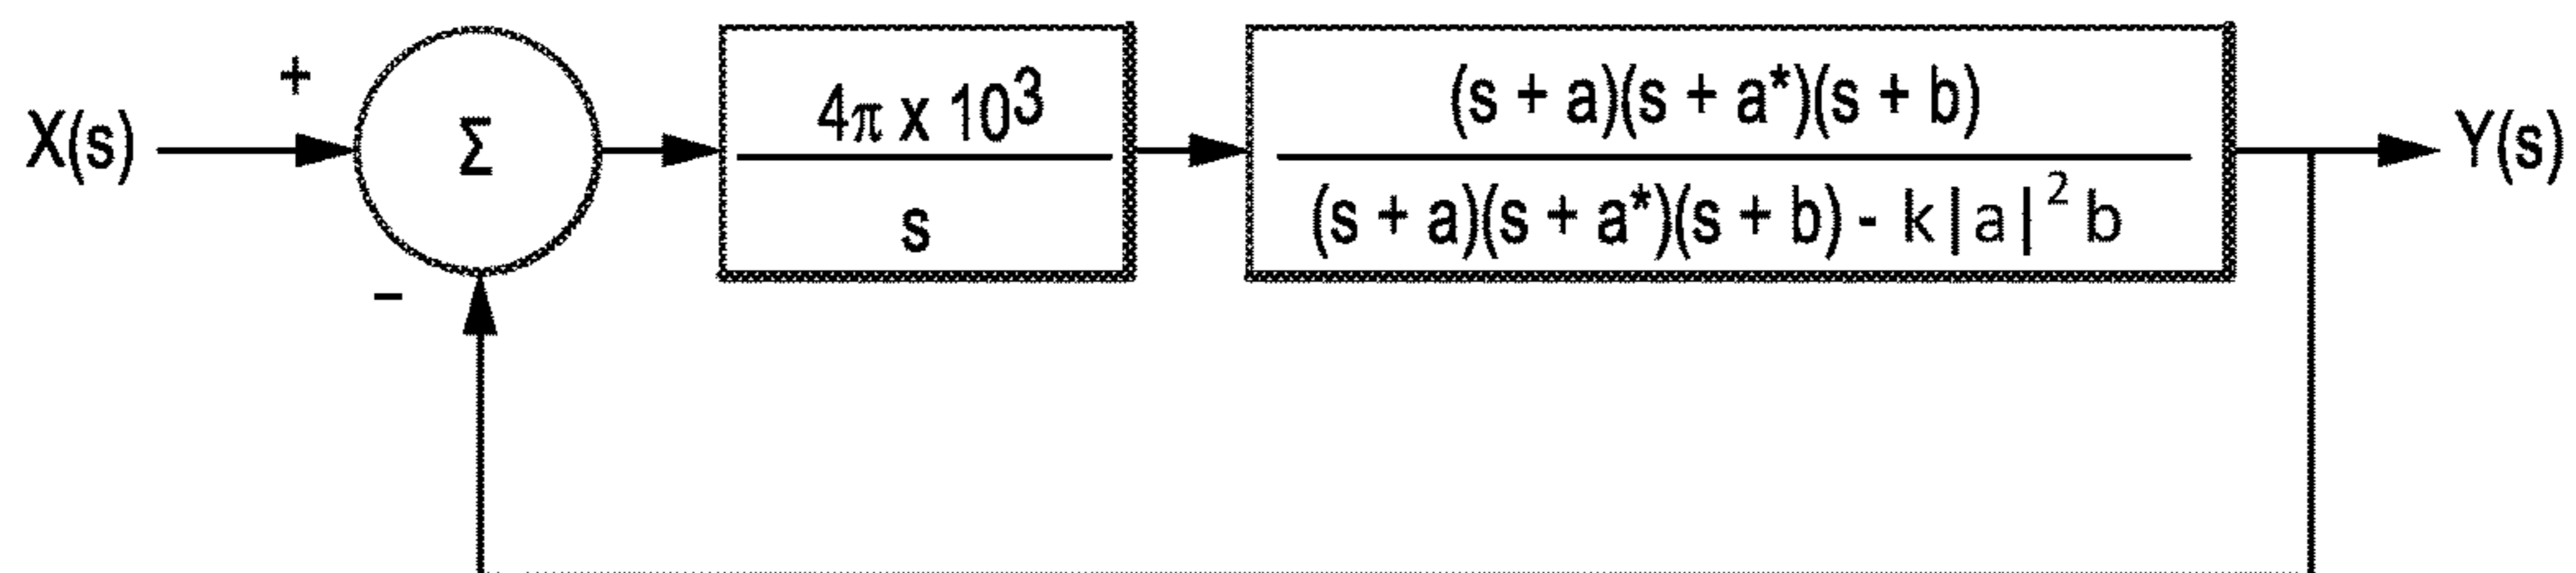 X(s)
+
Σ
−
4π x 10³
s
(s + a)(s + a*)(s + b)
(s + a)(s + a*)(s + b) - k|a|² b
Y(s)